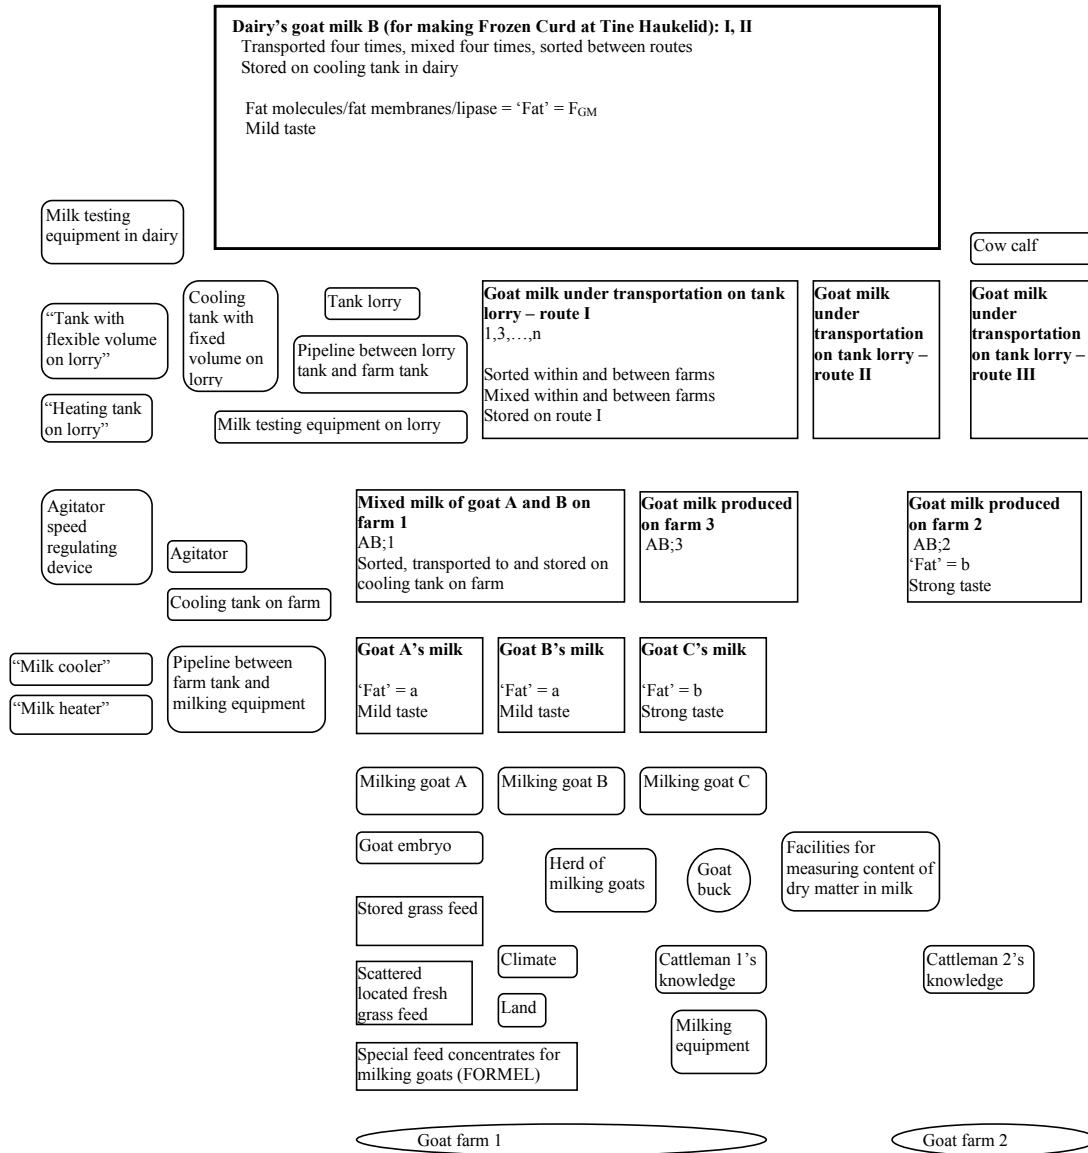 Dairy’s goat milk B (for making Frozen Curd at Tine Haukelid): I, II
Transported four times, mixed four times, sorted between routes
Stored on cooling tank in dairy
Fat molecules/fat membranes/lipase = ‘Fat’ = FGM
Mild taste
Milk testing
equipment in dairy
Cow calf
“Tank with
flexible volume
on lorry”
“Heating tank
on lorry”
Cooling
tank with
fixed
volume on
lorry
Tank lorry
Pipeline between lorry
tank and farm tank
Milk testing equipment on lorry
Goat milk under transportation on tank
lorry – route I
1,3,…,n
Sorted within and between farms
Mixed within and between farms
Stored on route I
Goat milk
under
transportation
on tank lorry –
route II
Goat milk
under
transportation
on tank lorry –
route III
Agitator
speed
regulating
device
Agitator
Cooling tank on farm
Mixed milk of goat A and B on
farm 1
AB;1
Sorted, transported to and stored on
cooling tank on farm
Goat milk produced
on farm 3
AB;3
Goat milk produced
on farm 2
AB;2
‘Fat’ = b
Strong taste
“Milk cooler”
“Milk heater”
Pipeline between
farm tank and
milking equipment
Goat A’s milk
‘Fat’ = a
Mild taste
Goat B’s milk
‘Fat’ = a
Mild taste
Goat C’s milk
‘Fat’ = b
Strong taste
Milking goat A
Milking goat B
Milking goat C
Goat embryo
Herd of
milking goats
Goat
buck
Facilities for
measuring content of
dry matter in milk
Stored grass feed
Scattered
located fresh
grass feed
Climate
Land
Cattleman 1’s
knowledge
Cattleman 2’s
knowledge
Milking
equipment
Special feed concentrates for
milking goats (FORMEL)
Goat farm 1
Goat farm 2